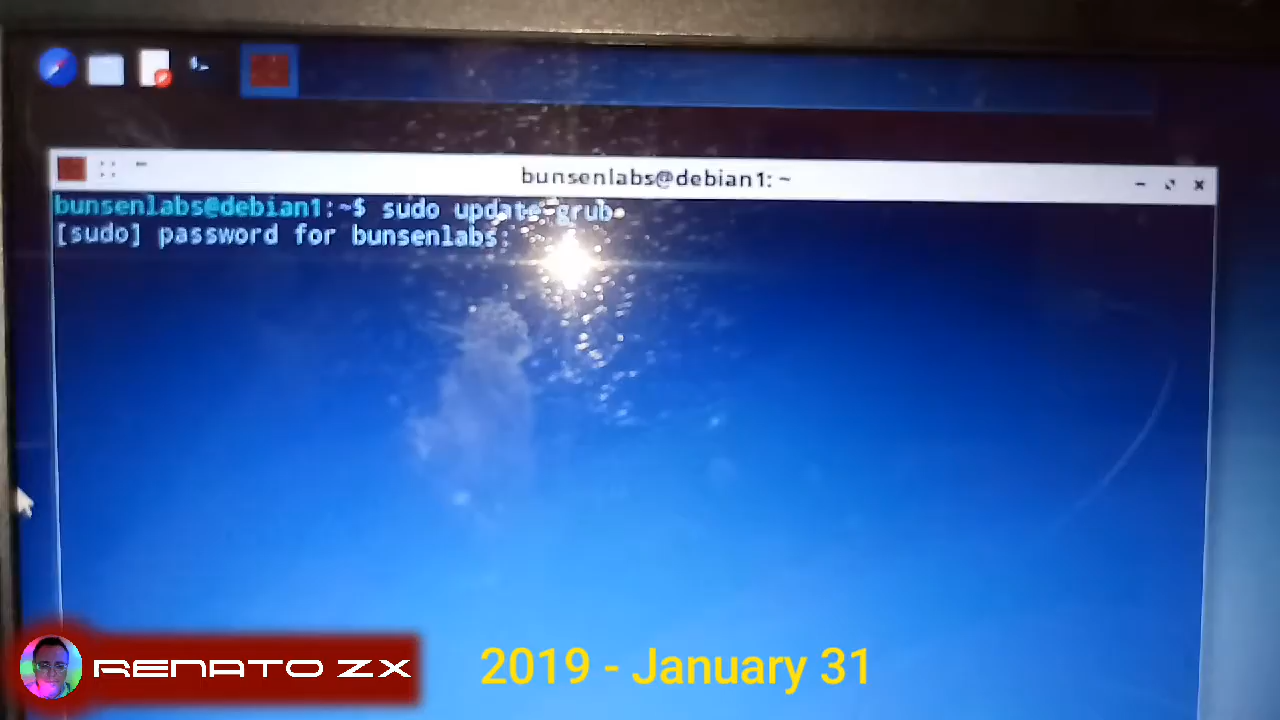 bunsenlabs@debian1: ~
bunsenlabs@debian1:~$ sudo update-grub
[sudo] password for bunsenlabs:
RENATO ZX
2019 - January 31